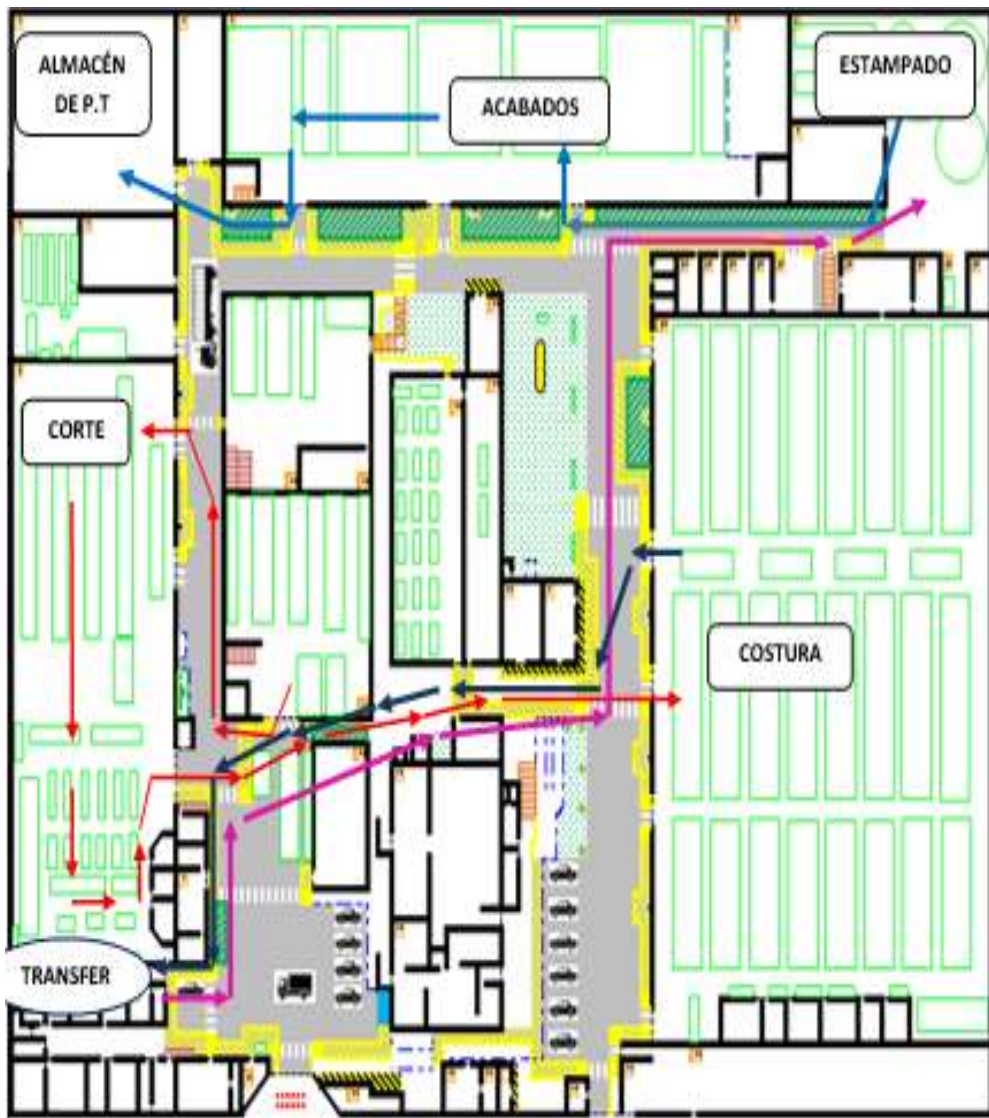 ALMACÉN
DE P.T
ACABADOS
ESTAMPADO
CORTE
COSTURA
TRANSFER